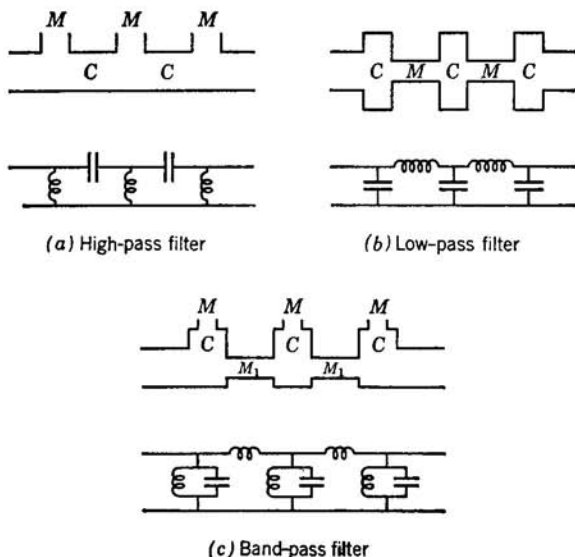 M M M
C C
(a) High-pass filter
C M C M C
(b) Low-pass filter
M M M
C C C
M₁ M₁
(c) Band-pass filter